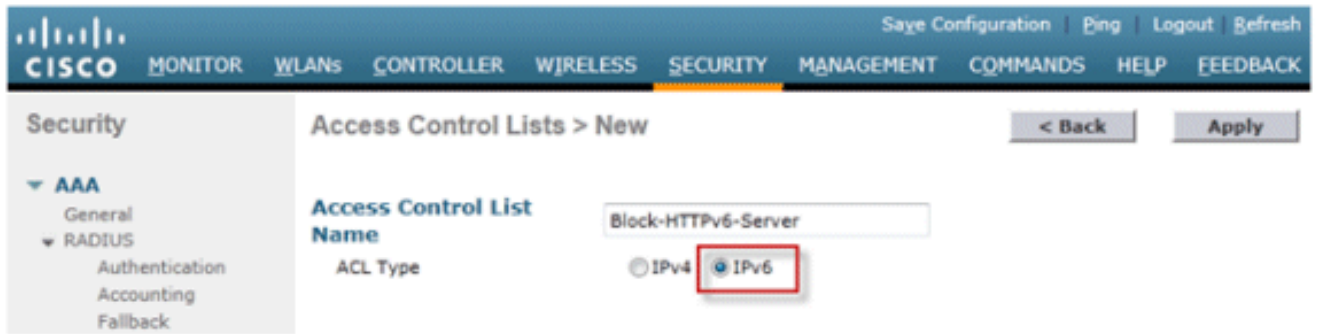 Save Configuration | Ping | Logout | Refresh
CISCO MONITOR WLANs CONTROLLER WIRELESS SECURITY MANAGEMENT COMMANDS HELP FEEDBACK
Security
Access Control Lists > New
< Back
Apply
AAA
General
RADIUS
Authentication
Accounting
Fallback
Access Control List
Name
Block-HTTPv6-Server
ACL Type
IPv4
IPv6